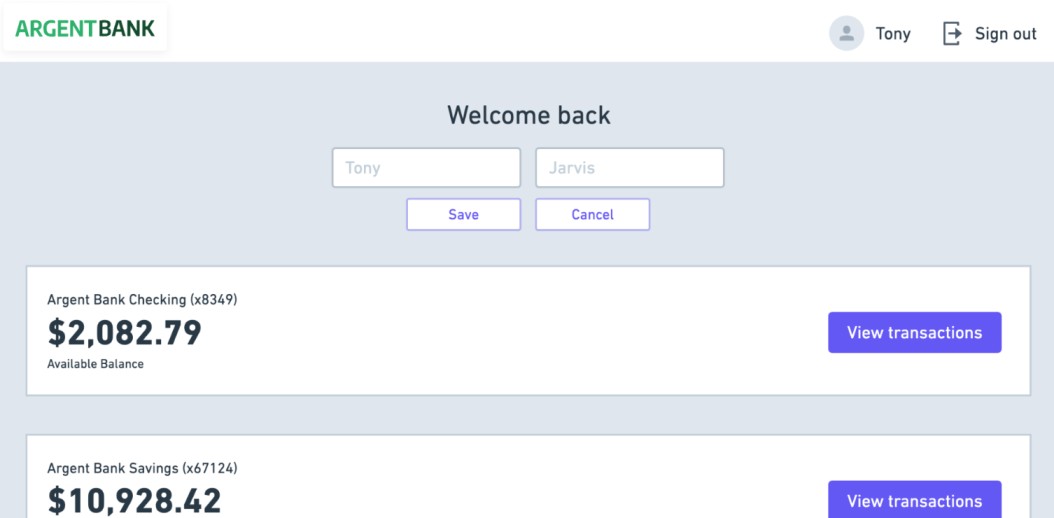 ARGENTBANK
Tony
Sign out
Welcome back
Tony
Jarvis
Save
Cancel
Argent Bank Checking (x8349)
$2,082.79
Available Balance
View transactions
Argent Bank Savings (x67124)
$10,928.42
View transactions